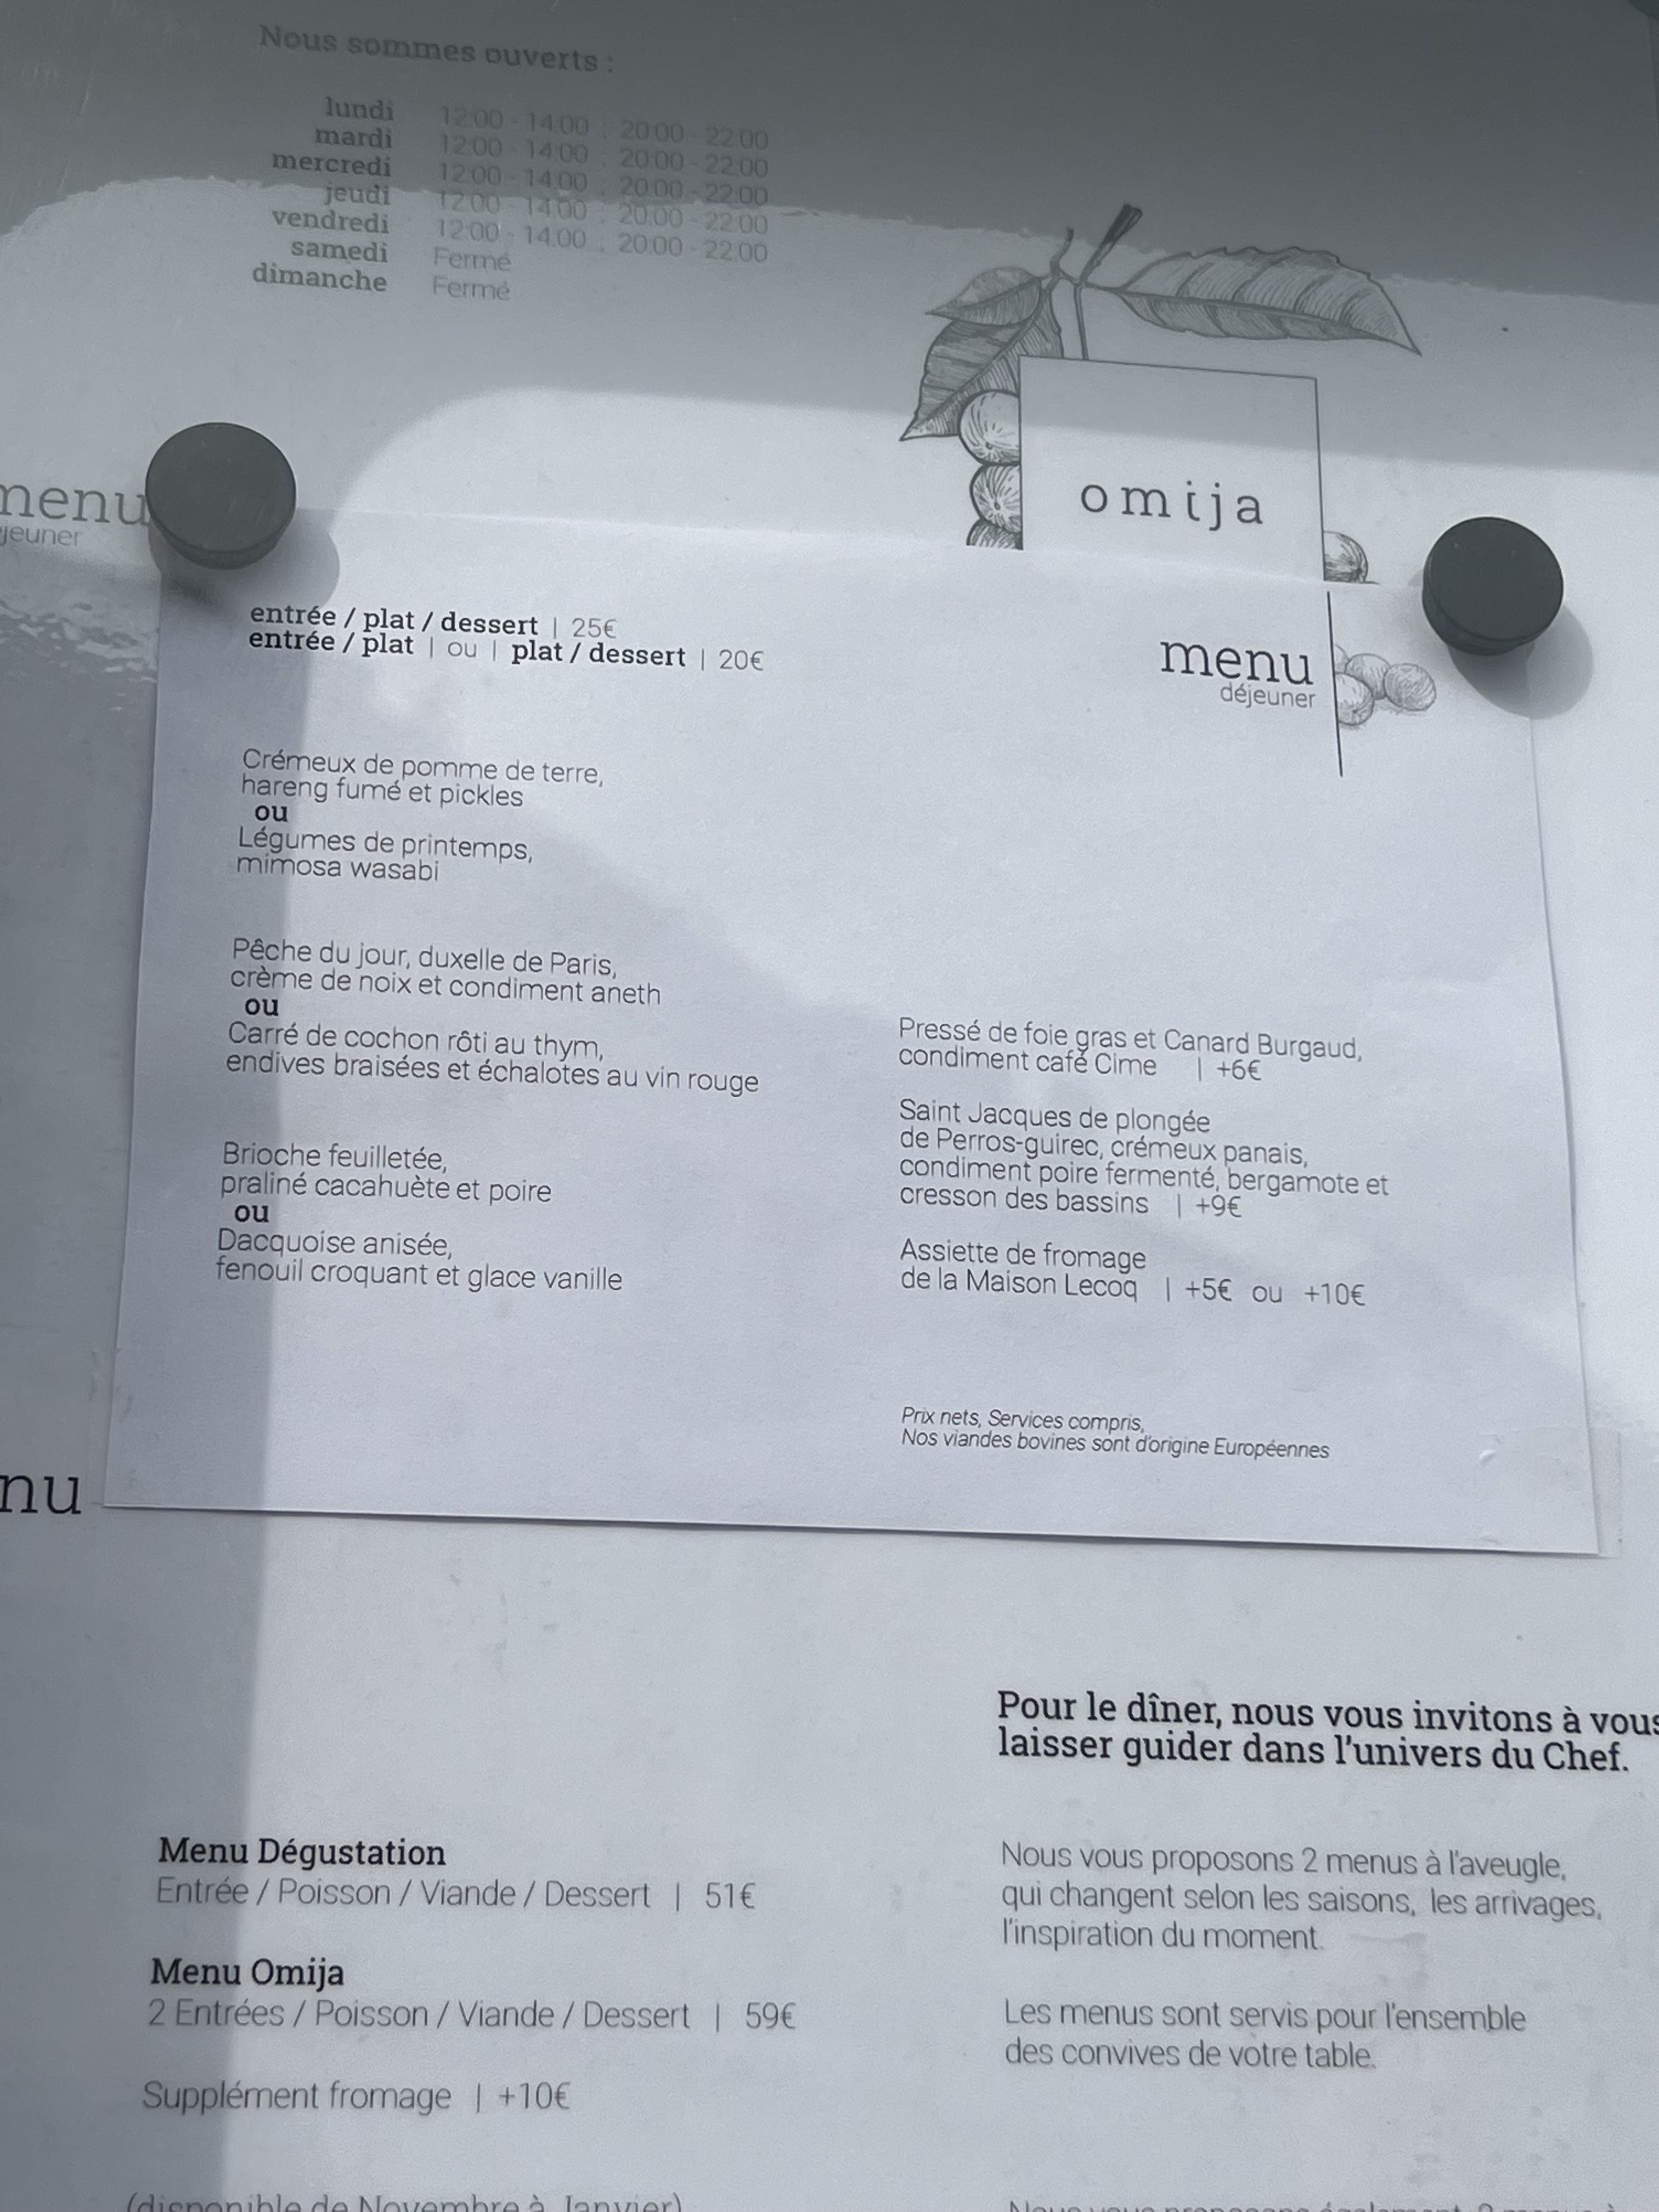 Nous sommes ouverts :
lundi 12:00 - 14:00 ; 20:00 - 22:00
mardi 12:00 - 14:00 ; 20:00 - 22:00
mercredi 12:00 - 14:00 ; 20:00 - 22:00
jeudi 12:00 - 14:00 ; 20:00 - 22:00
vendredi 12:00 - 14:00 ; 20:00 - 22:00
samedi Fermé
dimanche Fermé
omija
menu
jeuner
entrée / plat / dessert | 25€
entrée / plat | ou | plat / dessert | 20€
menu
déjeuner
Crémeux de pomme de terre,
hareng fumé et pickles
ou
Légumes de printemps,
mimosa wasabi
Pêche du jour, duxelle de Paris,
crème de noix et condiment aneth
ou
Carré de cochon rôti au thym,
endives braisées et échalotes au vin rouge
Brioche feuilletée,
praliné cacahuète et poire
ou
Dacquoise anisée,
fenouil croquant et glace vanille
Pressé de foie gras et Canard Burgaud,
condiment café Cime | +6€
Saint Jacques de plongée
de Perros-guirec, crémeux panais,
condiment poire fermenté, bergamote et
cresson des bassins | +9€
Assiette de fromage
de la Maison Lecoq | +5€ ou +10€
Prix nets, Services compris,
Nos viandes bovines sont d'origine Européennes
nu
Pour le dîner, nous vous invitons à vous
laisser guider dans l'univers du Chef.
Menu Dégustation
Entrée / Poisson / Viande / Dessert | 51€
Menu Omija
2 Entrées / Poisson / Viande / Dessert | 59€
Supplément fromage | +10€
Nous vous proposons 2 menus à l'aveugle,
qui changent selon les saisons, les arrivages,
l'inspiration du moment.
Les menus sont servis pour l'ensemble
des convives de votre table.
(disponible de Novembre à Janvier)